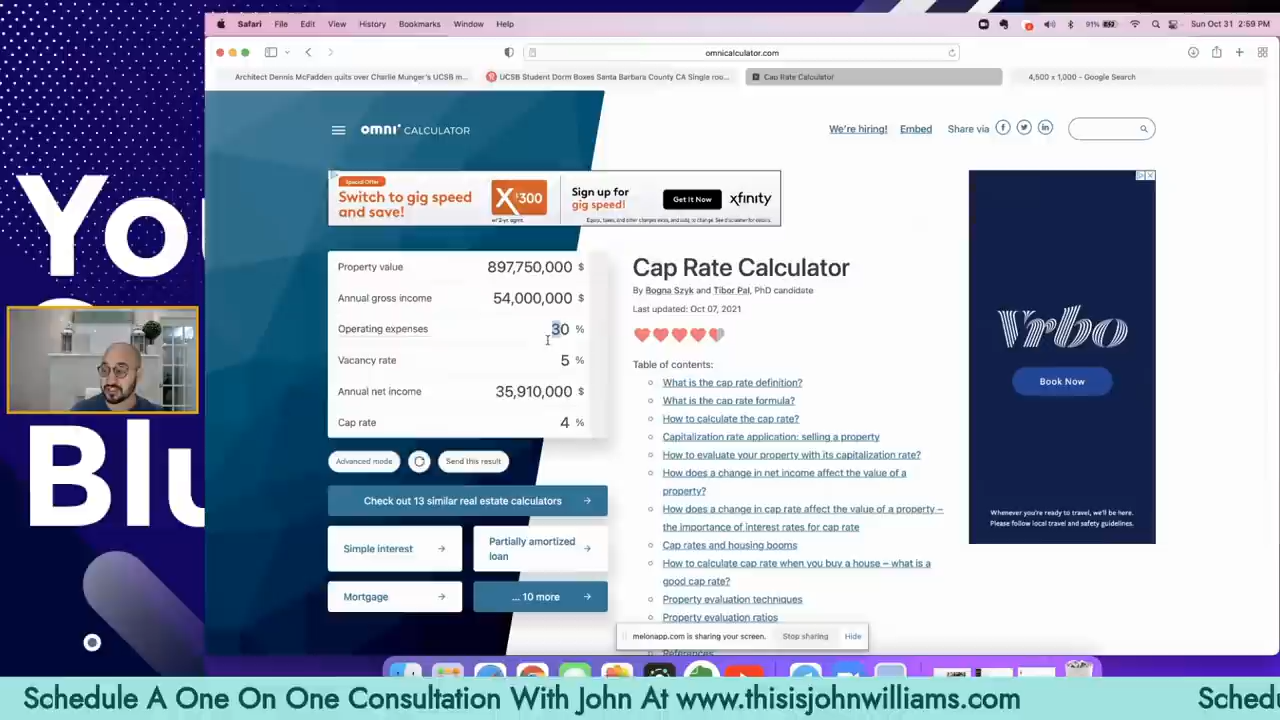 Safari File Edit View History Bookmarks Window Help
91% Sun Oct 31 2:59 PM
omnicalculator.com
Architect Dennis McFadden quits over Charlie Munger's UCSB m...
UCSB Student Dorm Boxes Santa Barbara County CA Single roo...
Cap Rate Calculator
4,500 x 1,000 - Google Search
Yo
Blu
omni CALCULATOR
We're hiring! Embed Share via
Special Offer
Switch to gig speed
and save!
X 300
Sign up for
gig speed!
Get It Now
xfinity
Property value 897,750,000 $
Annual gross income 54,000,000 $
Operating expenses 30 %
Vacancy rate 5 %
Annual net income 35,910,000 $
Cap rate 4 %
Advanced mode
Send this result
Check out 13 similar real estate calculators →
Simple interest →
Partially amortized
loan →
Mortgage →
... 10 more →
Cap Rate Calculator
By Bogna Szyk and Tibor Pal, PhD candidate
Last updated: Oct 07, 2021
Table of contents:
What is the cap rate definition?
What is the cap rate formula?
How to calculate the cap rate?
Capitalization rate application: selling a property
How to evaluate your property with its capitalization rate?
How does a change in net income affect the value of a
property?
How does a change in cap rate affect the value of a property –
the importance of interest rates for cap rate
Cap rates and housing booms
How to calculate cap rate when you buy a house – what is a
good cap rate?
Property evaluation techniques
Property evaluation ratios
References
Vrbo
Book Now
Whenever you're ready to travel, we'll be here.
Please follow local travel and safety guidelines.
melonapp.com is sharing your screen. Stop sharing Hide
Schedule A One On One Consultation With John At www.thisisjohnwilliams.com
Schedu